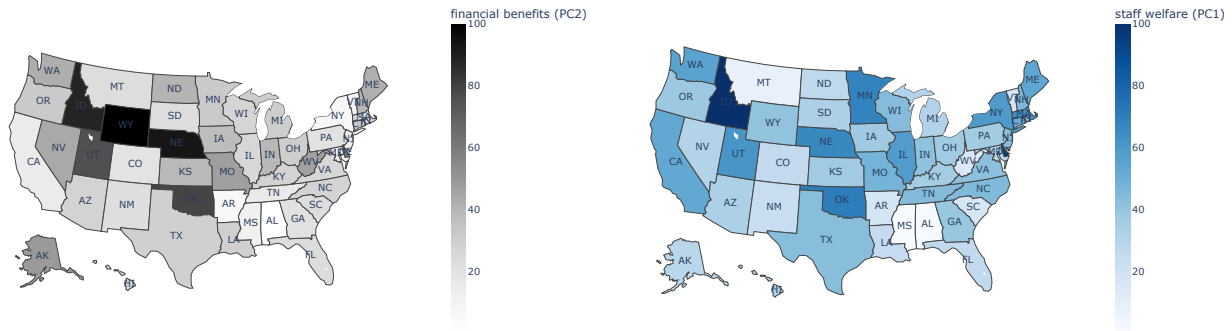 financial benefits (PC2)
100
80
60
40
20
WA
OR
CA
NV
ID
MT
WY
UT
AZ
CO
NM
ND
SD
NE
KS
OK
TX
MN
IA
MO
AR
LA
WI
IL
MI
IN
OH
KY
TN
MS
AL
GA
FL
SC
NC
VA
WV
PA
NY
NH
ME
AK
HI
staff welfare (PC1)
100
80
60
40
20
WA
OR
CA
NV
ID
MT
WY
UT
AZ
CO
NM
ND
SD
NE
KS
OK
TX
MN
IA
MO
AR
LA
WI
IL
MI
IN
OH
KY
TN
MS
AL
GA
FL
SC
NC
VA
WV
PA
NY
NH
ME
AK
HI